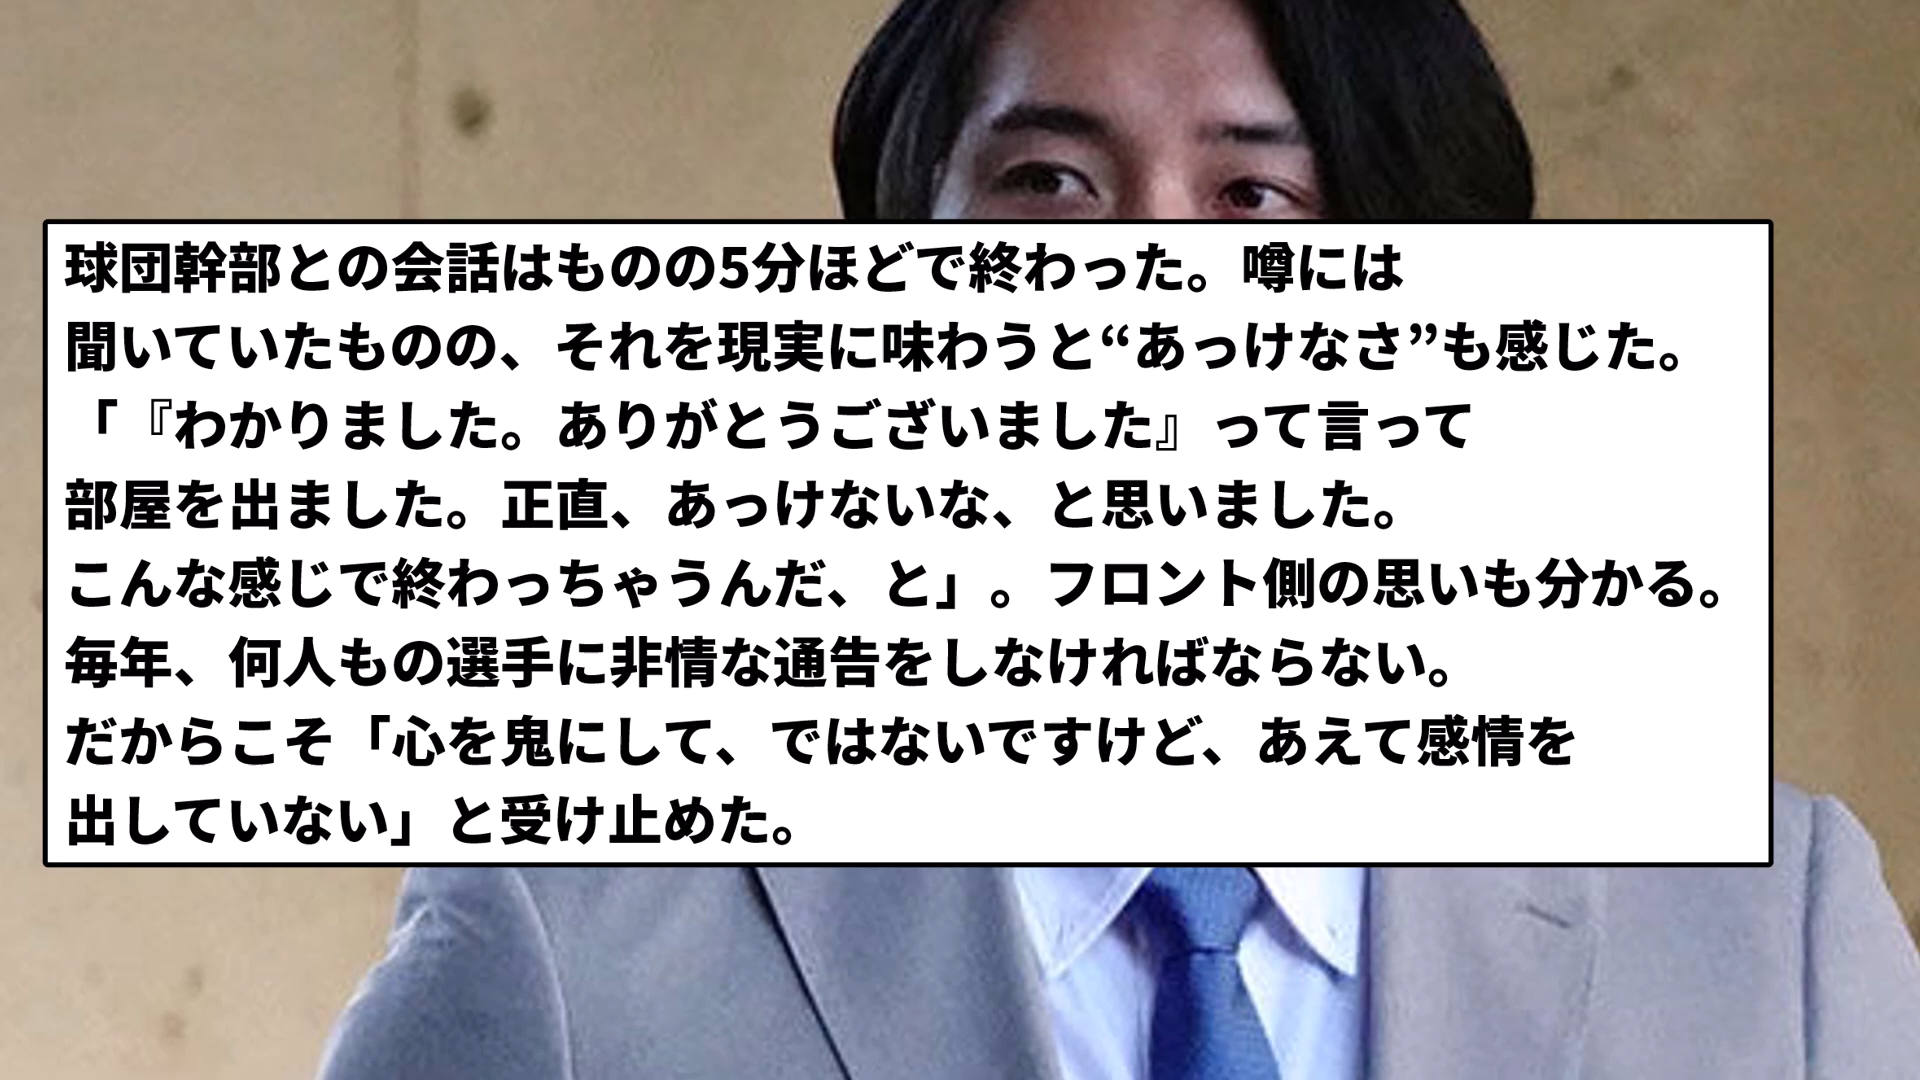 球団幹部との会話はものの5分ほどで終わった。噂には
聞いていたものの、それを現実に味わうと“あっけなさ”も感じた。
「『わかりました。ありがとうございました』って言って
部屋を出ました。正直、あっけないな、と思いました。
こんな感じで終わっちゃうんだ、と」。フロント側の思いも分かる。
毎年、何人もの選手に非情な通告をしなければならない。
だからこそ「心を鬼にして、ではないですけど、あえて感情を
出していない」と受け止めた。